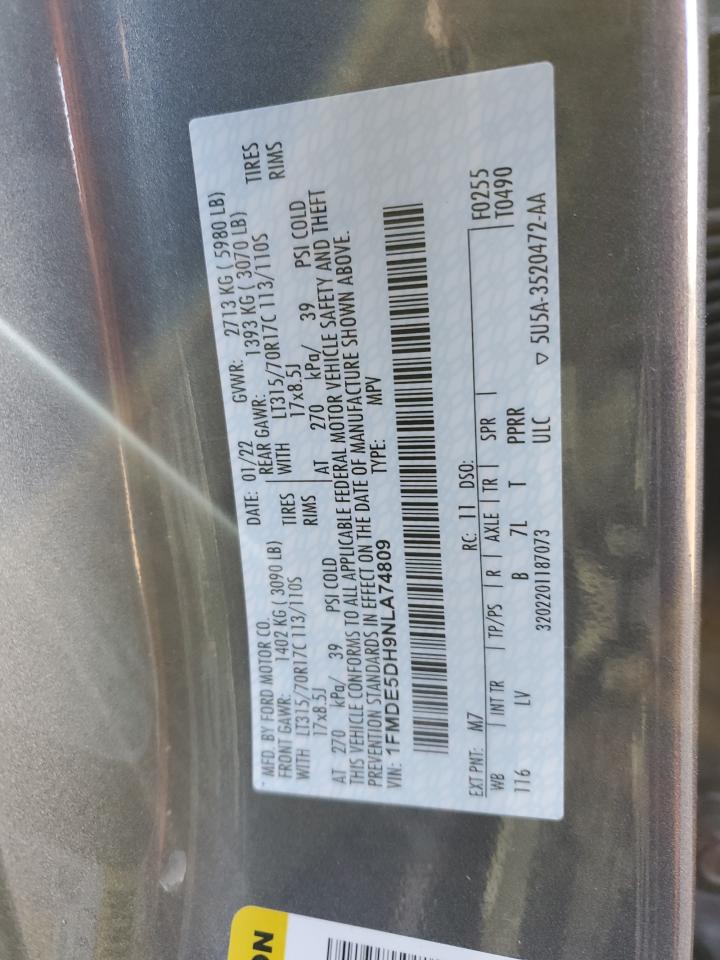 MFD. BY FORD MOTOR CO.
DATE: 01/22 GVWR: 2713 KG ( 5980 LB)
FRONT GAWR: 1402 KG ( 3090 LB) REAR GAWR: 1393 KG ( 3070 LB)
WITH LT315/70R17C 113/110S TIRES WITH LT315/70R17C 113/110S TIRES
17x8.5J RIMS 17x8.5J RIMS
AT 270 kPa/ 39 PSI COLD AT 270 kPa/ 39 PSI COLD
THIS VEHICLE CONFORMS TO ALL APPLICABLE FEDERAL MOTOR VEHICLE SAFETY AND THEFT
PREVENTION STANDARDS IN EFFECT ON THE DATE OF MANUFACTURE SHOWN ABOVE.
VIN: 1FMDE5DH9NLA74809 TYPE: MPV
EXT PNT: M7 RC: 11 DSO: F0255
WB INT TR TP/PS R AXLE TR SPR T0490
116 LV B 7L T PPRR
3202201187073 ULC ▽ 5U5A-3520472-AA
ON